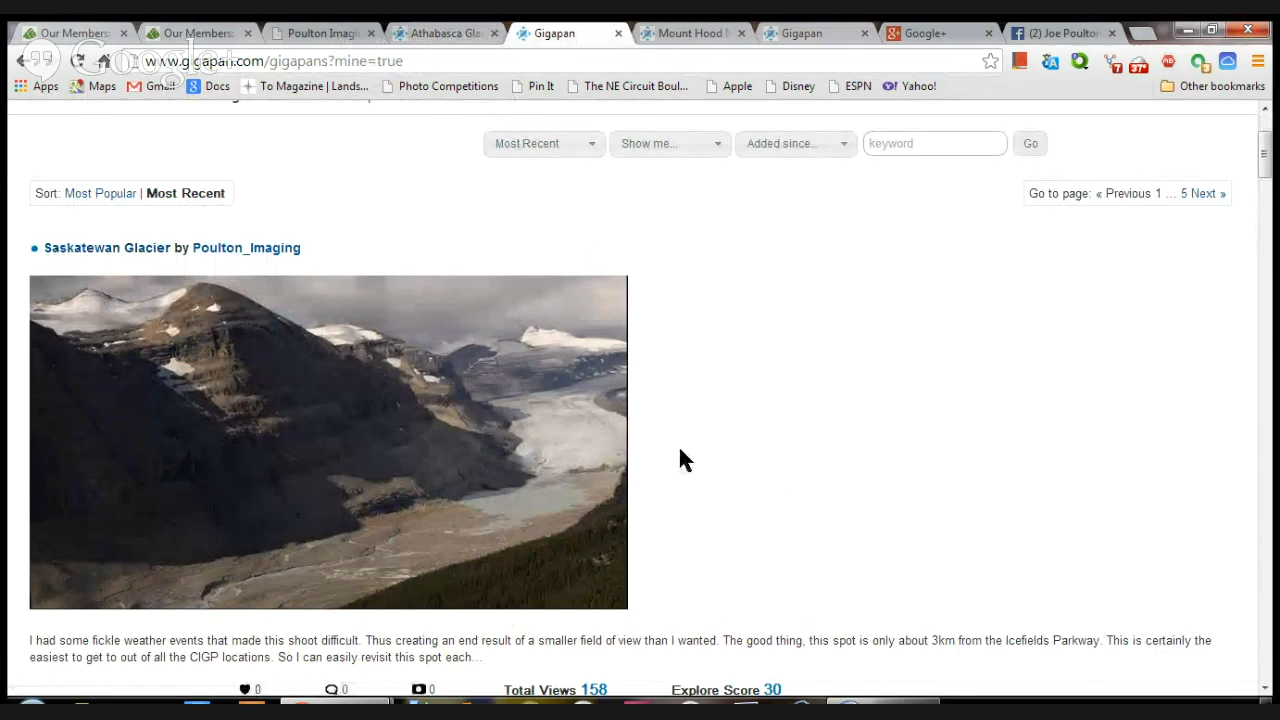 Our Members:
Our Members:
Poulton Imagi
Athabasca Gla
Gigapan
Mount Hood
Gigapan
Google+
(2) Joe Poulton
Google+
www.gigapan.com/gigapans?mine=true
7
37*
3
Apps Maps Gmail Docs To Magazine | Lands... Photo Competitions Pin It The NE Circuit Boul... Apple Disney ESPN Yahoo! Other bookmarks
Most Recent Show me... Added since... keyword Go
Sort: Most Popular | Most Recent
Go to page: « Previous 1 ... 5 Next »
Saskatewan Glacier by Poulton_Imaging
I had some fickle weather events that made this shoot difficult. Thus creating an end result of a smaller field of view than I wanted. The good thing, this spot is only about 3km from the Icefields Parkway. This is certainly the
easiest to get to out of all the CIGP locations. So I can easily revisit this spot each...
0 0 0 Total Views 158 Explore Score 30